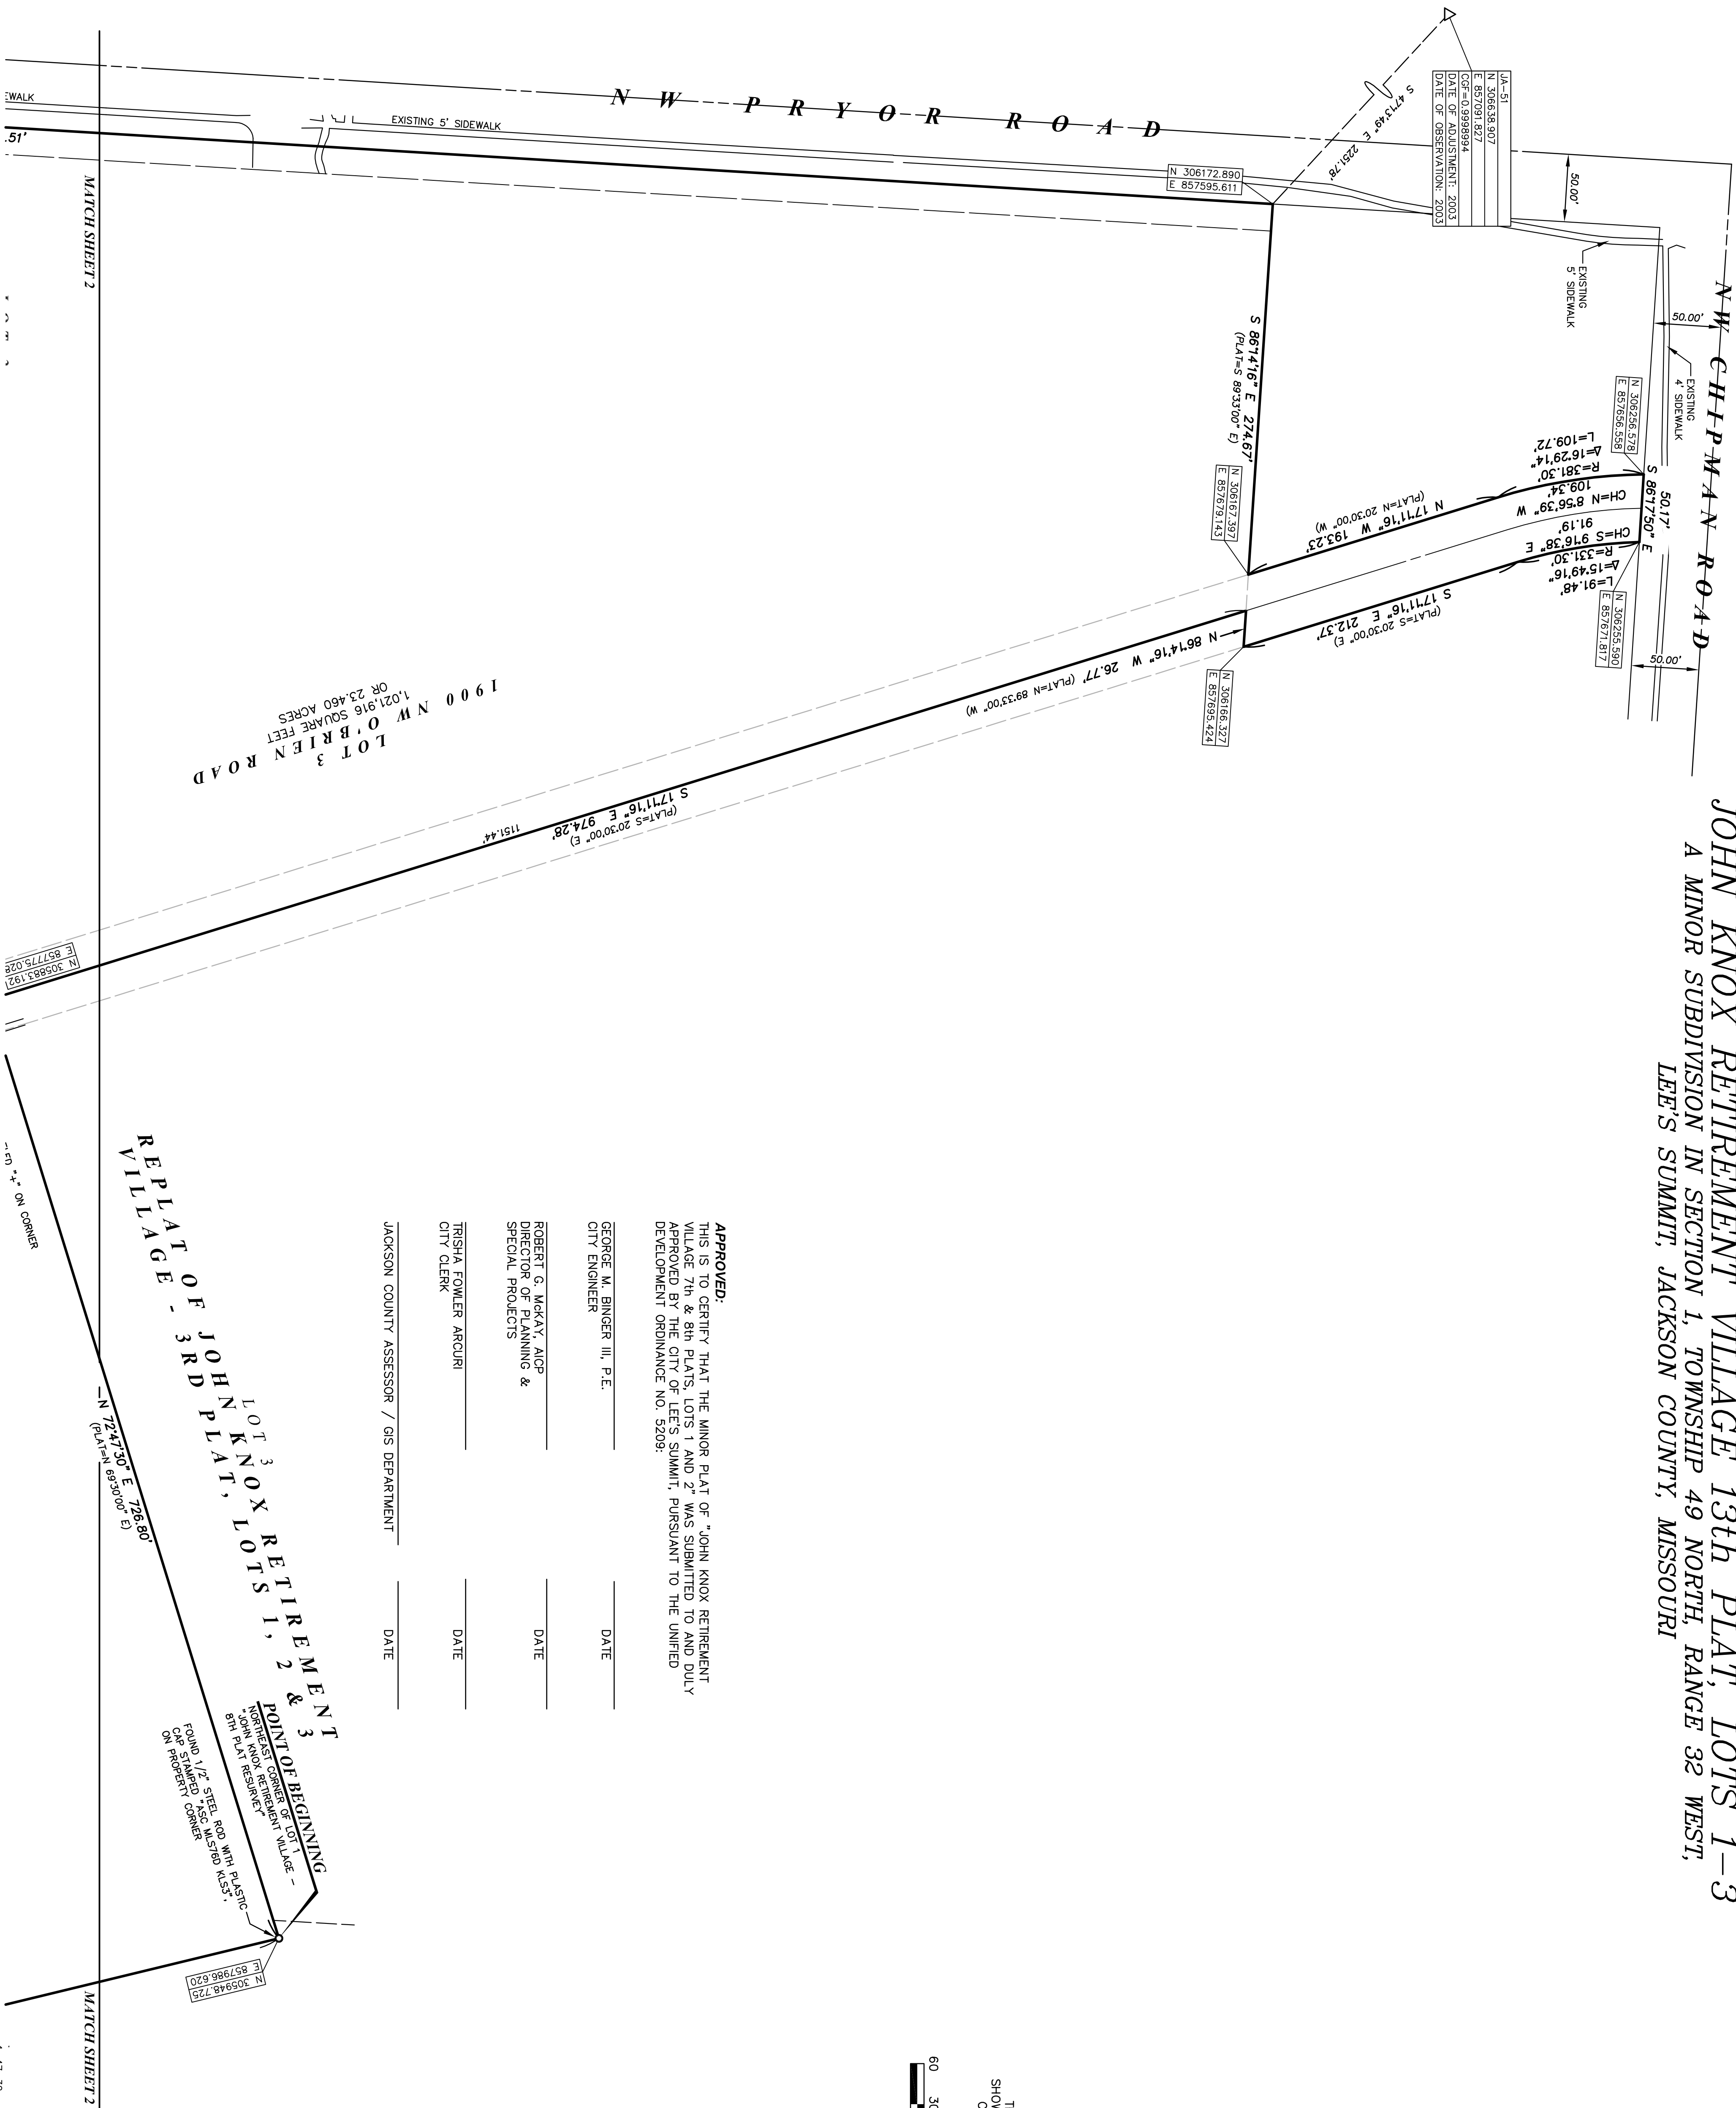 JOHN KNOX RETIREMENT VILLAGE 13th PLAT, LOTS 1—3
A MINOR SUBDIVISION IN SECTION 1, TOWNSHIP 49 NORTH, RANGE 32 WEST,
LEE'S SUMMIT, JACKSON COUNTY, MISSOURI
NW CHIPMAN ROAD
50.00'
50.00'
50.00'
EXISTING
4' SIDEWALK
EXISTING
5' SIDEWALK
50.17'
S 86°17'50" E
N 306256.578
E 857656.558
N 306255.590
E 857671.817
L=109.72'
Δ=16°29'14"
R=381.30'
109.34'
CH=N 8°56'39" W
CH=S 9°16'38" E
91.19'
R=331.30'
Δ=15°49'16"
L=91.48'
JA-51
N 306638.907
E 857091.827
CGF=0.9998994
DATE OF ADJUSTMENT: 2003
DATE OF OBSERVATION: 2003
S 47°13'49" E 2251.78'
N 17°11'16" W 193.23'
(PLAT=N 20°30'00" W)
S 17°11'16" E 212.37'
(PLAT=S 20°30'00" E)
S 86°14'16" E 274.67'
(PLAT=S 89°33'00" E)
N 306167.397
E 857679.143
N 306166.327
E 857695.424
N 306172.890
E 857595.611
NW PRYOR ROAD
N 86°14'16" W 26.77' (PLAT=N 89°33'00" W)
APPROVED:
THIS IS TO CERTIFY THAT THE MINOR PLAT OF "JOHN KNOX RETIREMENT
VILLAGE 7th & 8th PLATS, LOTS 1 AND 2" WAS SUBMITTED TO AND DULY
APPROVED BY THE CITY OF LEE'S SUMMIT, PURSUANT TO THE UNIFIED
DEVELOPMENT ORDINANCE NO. 5209:
GEORGE M. BINGER III, P.E. DATE
CITY ENGINEER
ROBERT G. McKAY, AICP DATE
DIRECTOR OF PLANNING &
SPECIAL PROJECTS
TRISHA FOWLER ARCURI DATE
CITY CLERK
JACKSON COUNTY ASSESSOR / GIS DEPARTMENT DATE
S 17°11'16" E 974.28'
(PLAT=S 20°30'00" E)
1151.44'
LOT 3
1900 NW O'BRIEN ROAD
1,021,916 SQUARE FEET
OR 23.460 ACRES
EXISTING 5' SIDEWALK
EWALK
.51'
LOT 3
REPLAT OF JOHN KNOX RETIREMENT
VILLAGE - 3RD PLAT, LOTS 1, 2 & 3
POINT OF BEGINNING
NORTHEAST CORNER OF LOT 1
"JOHN KNOX RETIREMENT VILLAGE -
8TH PLAT RESURVEY"
FOUND 1/2" STEEL ROD WITH PLASTIC
CAP STAMPED "ASC MLS76D KLS3",
ON PROPERTY CORNER
N 305948.725
E 857986.620
N 72°47'30" E 726.80'
(PLAT=N 69°30'00" E)
MATCH SHEET 2
MATCH SHEET 2
N 305883.192
E 857775.028
"+" ON CORNER
60 30
SHOW